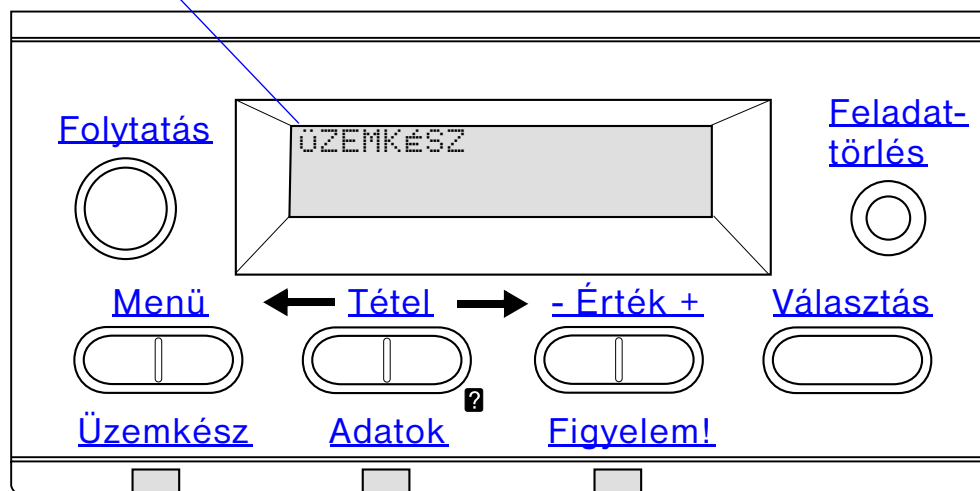 Folytatás
üZEMKéSZ
Feladat-
törlés
Menü
Tétel
- Érték +
Választás
?
Üzemkész
Adatok
Figyelem!